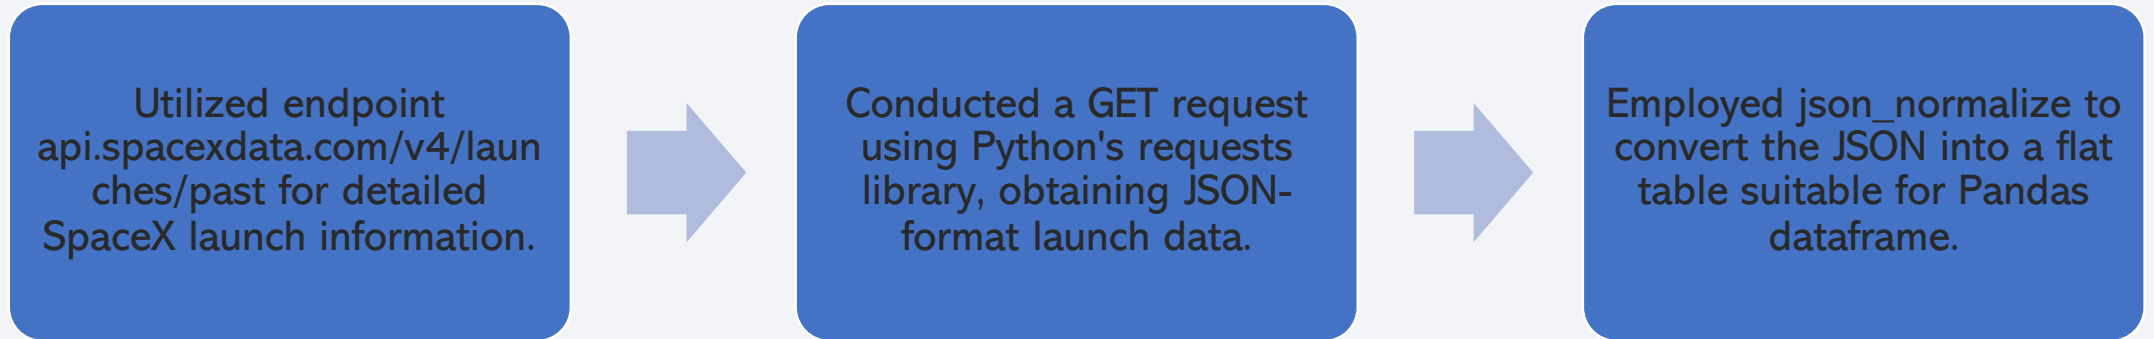 Utilized endpoint
api.spacexdata.com/v4/laun
ches/past for detailed
SpaceX launch information.
Conducted a GET request
using Python's requests
library, obtaining JSON-
format launch data.
Employed json_normalize to
convert the JSON into a flat
table suitable for Pandas
dataframe.